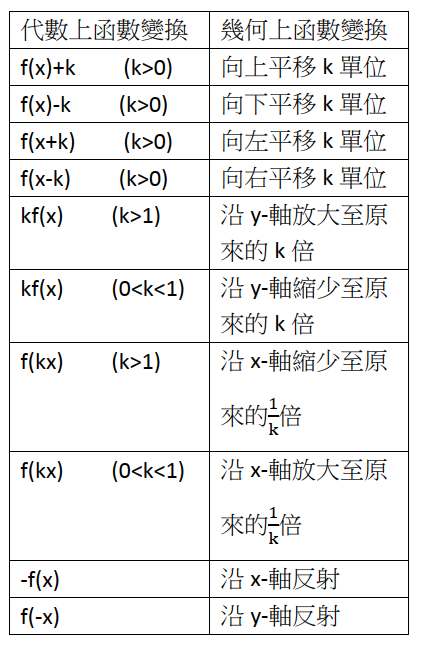 代數上函數變換 幾何上函數變換
f(x)+k (k>0) 向上平移 k 單位
f(x)-k (k>0) 向下平移 k 單位
f(x+k) (k>0) 向左平移 k 單位
f(x-k) (k>0) 向右平移 k 單位
kf(x) (k>1) 沿 y-軸放大至原
來的 k 倍
kf(x) (0<k<1) 沿 y-軸縮少至原
來的 k 倍
f(kx) (k>1) 沿 x-軸縮少至原
來的1/k倍
f(kx) (0<k<1) 沿 x-軸放大至原
來的1/k倍
-f(x) 沿 x-軸反射
f(-x) 沿 y-軸反射